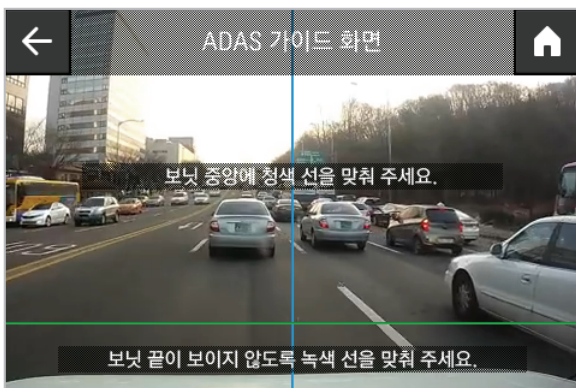 ADAS 가이드 화면
보닛 중앙에 청색 선을 맞춰 주세요.
보닛 끝이 보이지 않도록 녹색 선을 맞춰 주세요.